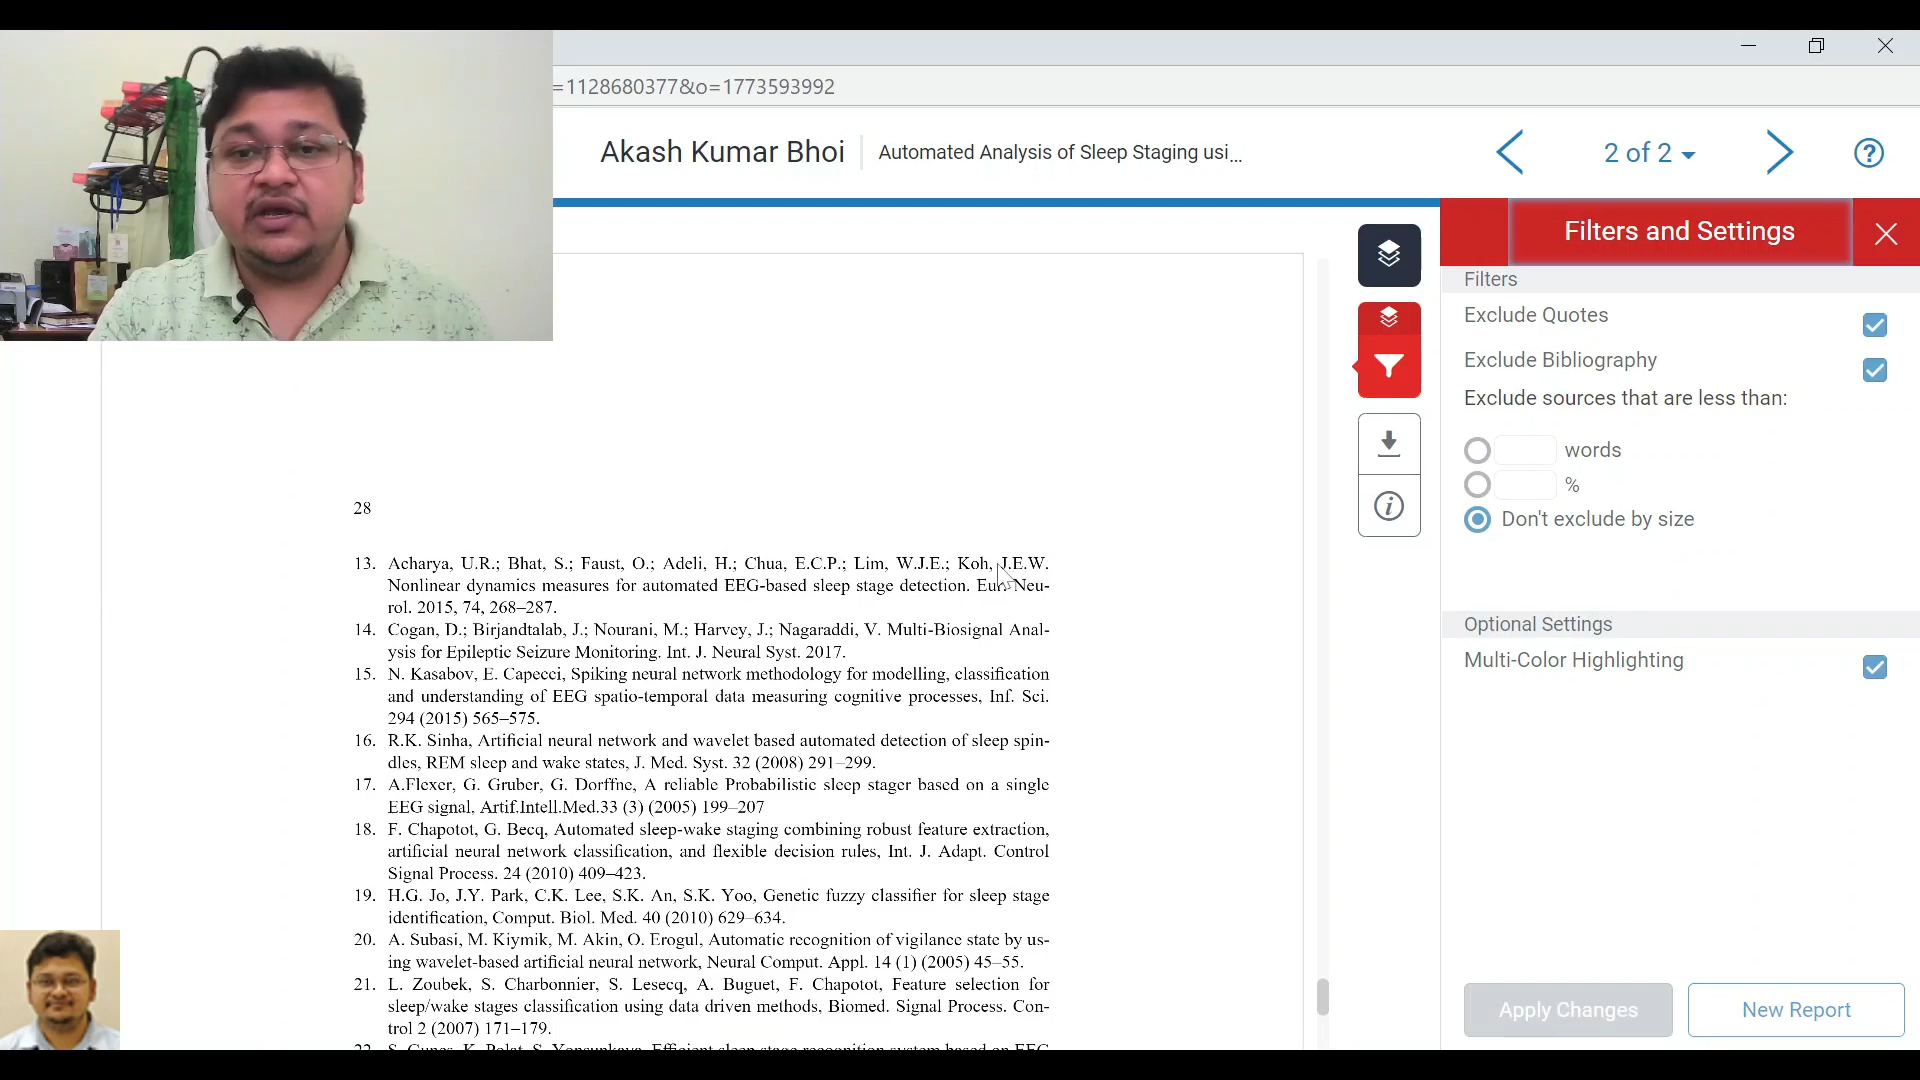 =1128680377&o=1773593992
Akash Kumar Bhoi
Automated Analysis of Sleep Staging usi...
2 of 2
?
Filters and Settings
Filters
Exclude Quotes
Exclude Bibliography
Exclude sources that are less than:
words
%
Don't exclude by size
Optional Settings
Multi-Color Highlighting
Apply Changes
New Report
28
13. Acharya, U.R.; Bhat, S.; Faust, O.; Adeli, H.; Chua, E.C.P.; Lim, W.J.E.; Koh, J.E.W.
Nonlinear dynamics measures for automated EEG-based sleep stage detection. Eur. Neu-
rol. 2015, 74, 268–287.
14. Cogan, D.; Birjandtalab, J.; Nourani, M.; Harvey, J.; Nagaraddi, V. Multi-Biosignal Anal-
ysis for Epileptic Seizure Monitoring. Int. J. Neural Syst. 2017.
15. N. Kasabov, E. Capecci, Spiking neural network methodology for modelling, classification
and understanding of EEG spatio-temporal data measuring cognitive processes, Inf. Sci.
294 (2015) 565–575.
16. R.K. Sinha, Artificial neural network and wavelet based automated detection of sleep spin-
dles, REM sleep and wake states, J. Med. Syst. 32 (2008) 291–299.
17. A.Flexer, G. Gruber, G. Dorffne, A reliable Probabilistic sleep stager based on a single
EEG signal, Artif.Intell.Med.33 (3) (2005) 199–207
18. F. Chapotot, G. Becq, Automated sleep-wake staging combining robust feature extraction,
artificial neural network classification, and flexible decision rules, Int. J. Adapt. Control
Signal Process. 24 (2010) 409–423.
19. H.G. Jo, J.Y. Park, C.K. Lee, S.K. An, S.K. Yoo, Genetic fuzzy classifier for sleep stage
identification, Comput. Biol. Med. 40 (2010) 629–634.
20. A. Subasi, M. Kiymik, M. Akin, O. Erogul, Automatic recognition of vigilance state by us-
ing wavelet-based artificial neural network, Neural Comput. Appl. 14 (1) (2005) 45–55.
21. L. Zoubek, S. Charbonnier, S. Lesecq, A. Buguet, F. Chapotot, Feature selection for
sleep/wake stages classification using data driven methods, Biomed. Signal Process. Con-
trol 2 (2007) 171–179.